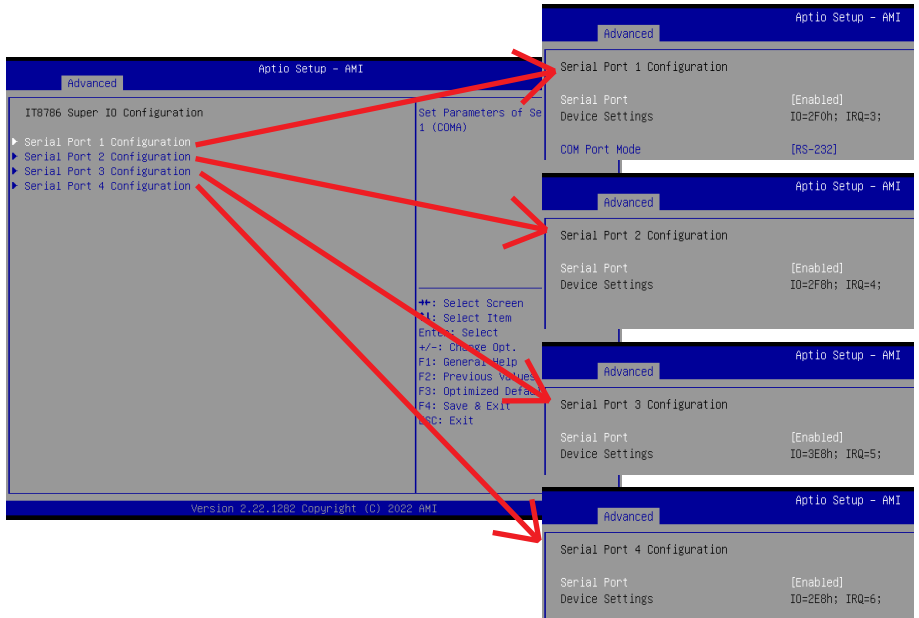 Aptio Setup – AMI
Advanced
IT8786 Super IO Configuration
Serial Port 1 Configuration
Serial Port 2 Configuration
Serial Port 3 Configuration
Serial Port 4 Configuration
Set Parameters of Se
1 (COMA)
: Select Screen
: Select Item
Enter: Select
+/-: Change Opt.
F1: General Help
F2: Previous Values
F3: Optimized Defau
F4: Save & Exit
ESC: Exit
Version 2.22.1282 Copyright (C) 2022 AMI
Aptio Setup – AMI
Advanced
Serial Port 1 Configuration
Serial Port [Enabled]
Device Settings IO=2F0h; IRQ=3;
COM Port Mode [RS-232]
Aptio Setup – AMI
Advanced
Serial Port 2 Configuration
Serial Port [Enabled]
Device Settings IO=2F8h; IRQ=4;
Aptio Setup – AMI
Advanced
Serial Port 3 Configuration
Serial Port [Enabled]
Device Settings IO=3E8h; IRQ=5;
Aptio Setup – AMI
Advanced
Serial Port 4 Configuration
Serial Port [Enabled]
Device Settings IO=2E8h; IRQ=6;